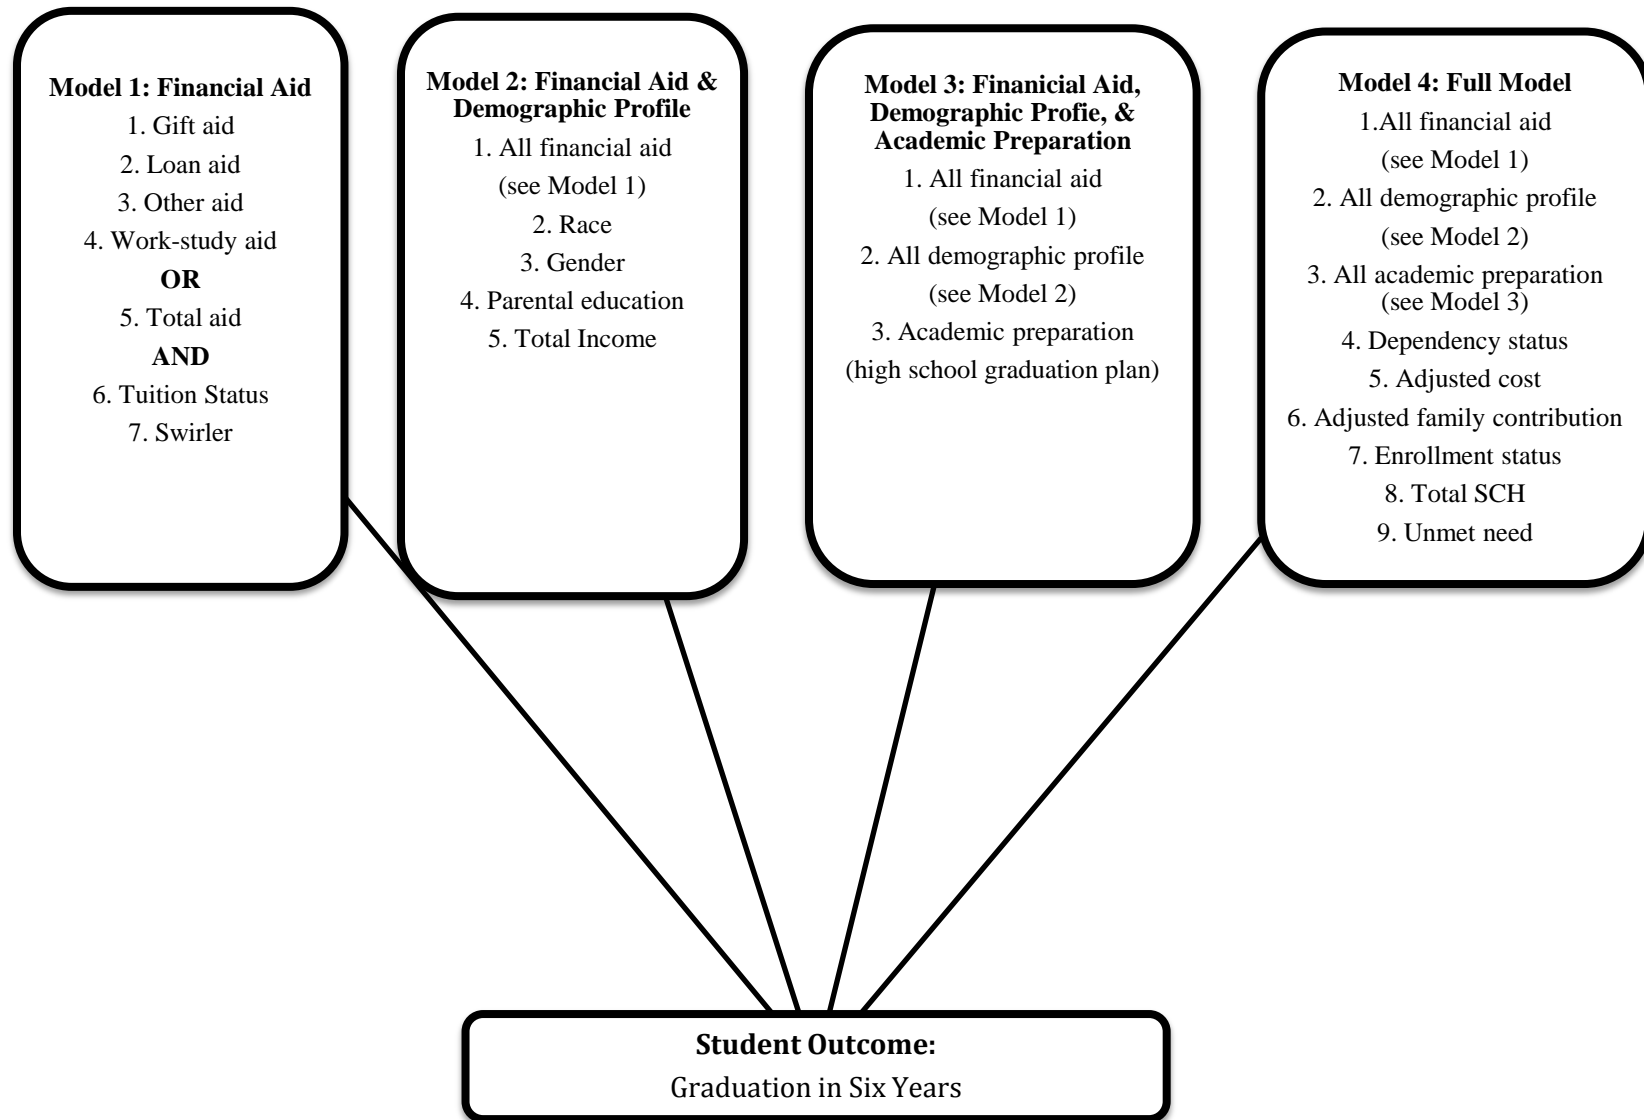 Model 1: Financial Aid
1. Gift aid
2. Loan aid
3. Other aid
4. Work-study aid
OR
5. Total aid
AND
6. Tuition Status
7. Swirler
Model 2: Financial Aid &
Demographic Profile
1. All financial aid
(see Model 1)
2. Race
3. Gender
4. Parental education
5. Total Income
Model 3: Finanicial Aid,
Demographic Profie, &
Academic Preparation
1. All financial aid
(see Model 1)
2. All demographic profile
(see Model 2)
3. Academic preparation
(high school graduation plan)
Model 4: Full Model
1.All financial aid
(see Model 1)
2. All demographic profile
(see Model 2)
3. All academic preparation
(see Model 3)
4. Dependency status
5. Adjusted cost
6. Adjusted family contribution
7. Enrollment status
8. Total SCH
9. Unmet need
Student Outcome:
Graduation in Six Years